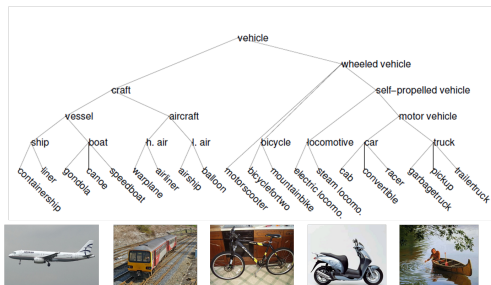 vehicle
wheeled vehicle
craft
self-propelled vehicle
vessel
aircraft
motor vehicle
ship
boat
h. air
l. air
bicycle
locomotive
car
truck
containership
liner
gondola
canoe
speedboat
warplane
airliner
airship
balloon
motorscooter
bicyclefortwo
mountainbike
electric locomo.
steam locomo.
cab
convertible
racer
garbagetruck
pickup
trailertruck